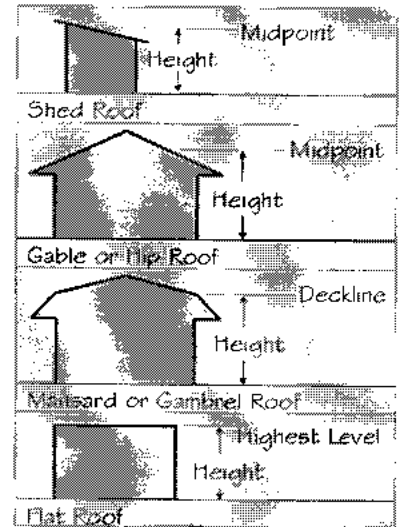 Midpoint
Height
Shed Roof
Midpoint
Height
Gable or Hip Roof
Deckline
Height
Mansard or Gambrel Roof
Highest Level
Height
Flat Roof